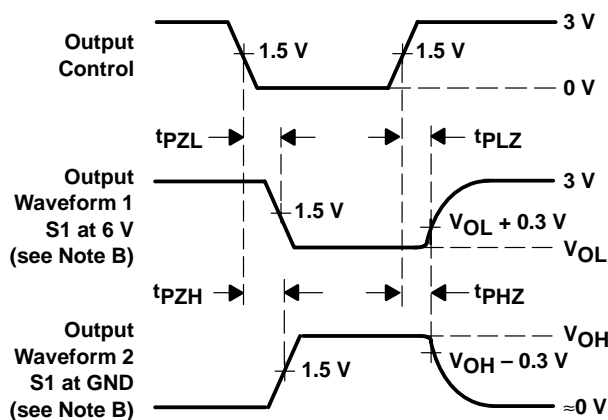 Output
Control
1.5 V
1.5 V
3 V
0 V
tPZL
tPLZ
Output
Waveform 1
S1 at 6 V
(see Note B)
1.5 V
3 V
VOL + 0.3 V
VOL
tPZH
tPHZ
Output
Waveform 2
S1 at GND
(see Note B)
1.5 V
VOH
VOH – 0.3 V
≈0 V